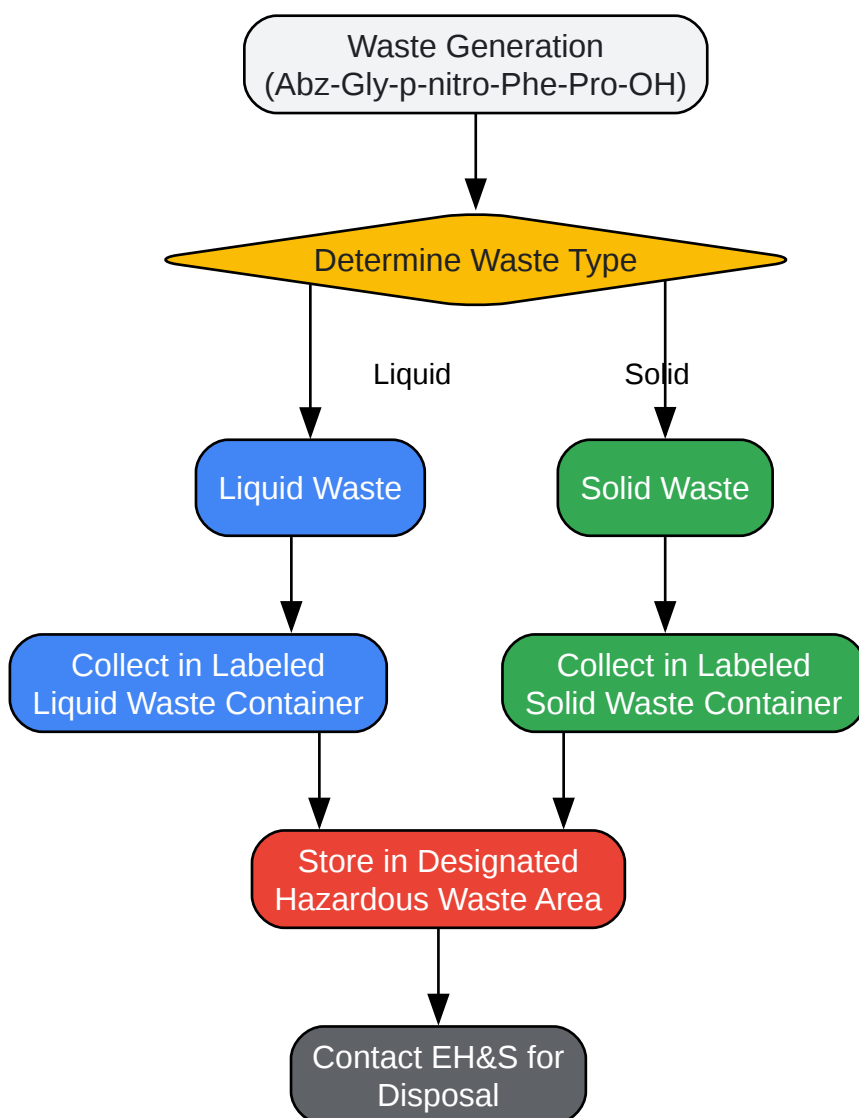 Waste Generation
(Abz-Gly-p-nitro-Phe-Pro-OH)
Determine Waste Type
Liquid
Solid
Liquid Waste
Solid Waste
Collect in Labeled
Liquid Waste Container
Collect in Labeled
Solid Waste Container
Store in Designated
Hazardous Waste Area
Contact EH&S for
Disposal